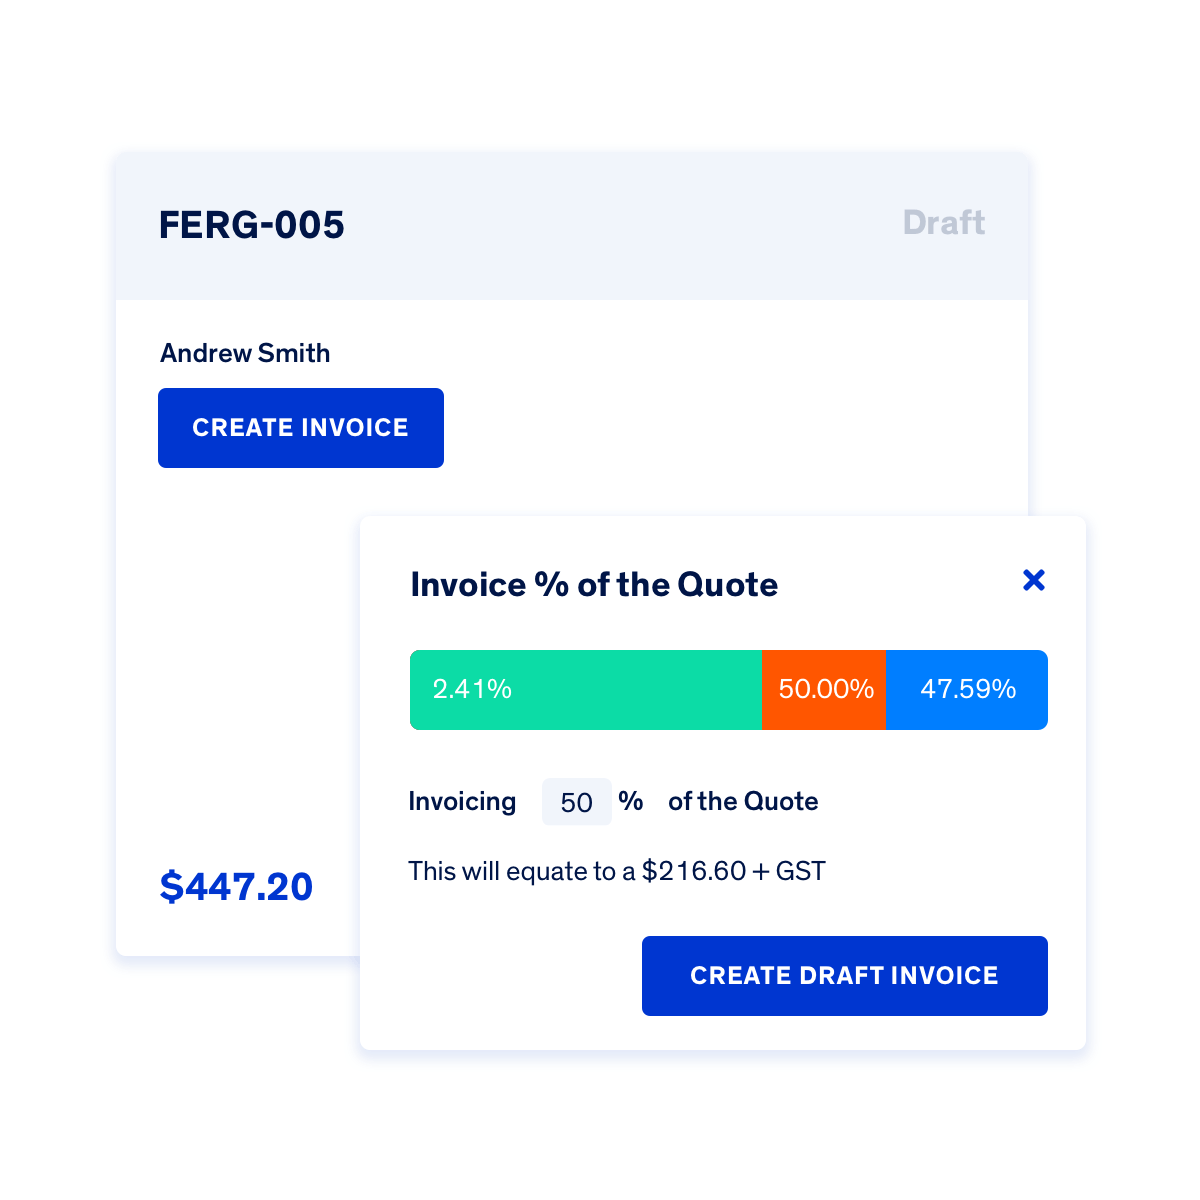 FERG-005
Draft
Andrew Smith
CREATE INVOICE
Invoice % of the Quote
2.41% 50.00% 47.59%
Invoicing 50 % of the Quote
This will equate to a $216.60 + GST
$447.20
CREATE DRAFT INVOICE